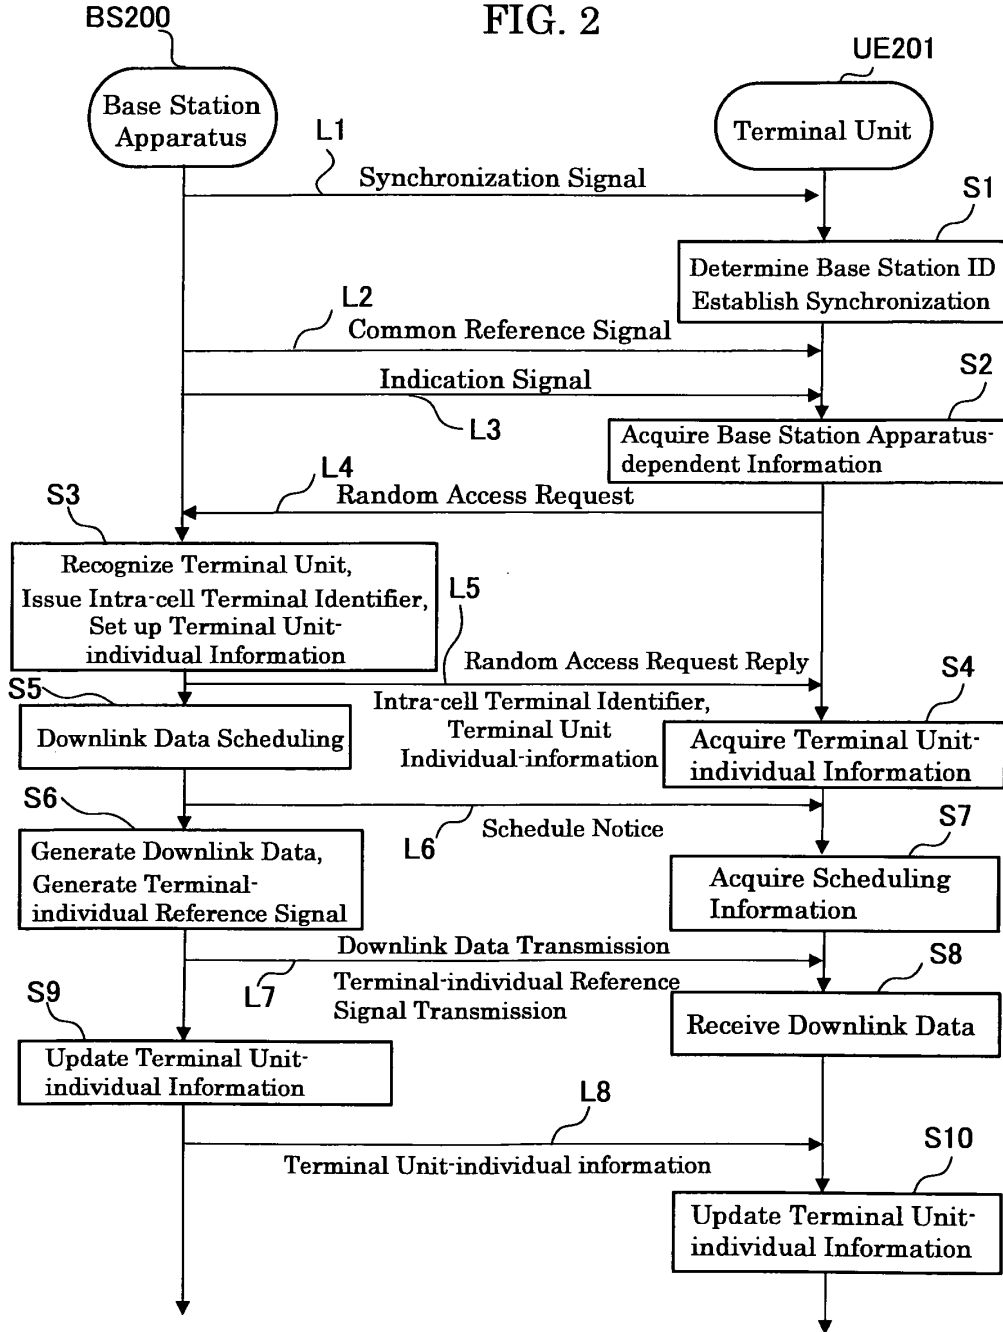 FIG. 2
BS200
UE201
Base Station
Apparatus
Terminal Unit
L1
Synchronization Signal
S1
Determine Base Station ID
Establish Synchronization
L2
Common Reference Signal
Indication Signal
L3
S2
Acquire Base Station Apparatus-
dependent Information
L4
Random Access Request
S3
Recognize Terminal Unit,
Issue Intra-cell Terminal Identifier,
Set up Terminal Unit-
individual Information
L5
Random Access Request Reply
Intra-cell Terminal Identifier,
Terminal Unit
Individual-information
S4
Acquire Terminal Unit-
individual Information
S5
Downlink Data Scheduling
L6
Schedule Notice
S6
Generate Downlink Data,
Generate Terminal-
individual Reference Signal
S7
Acquire Scheduling
Information
Downlink Data Transmission
L7
Terminal-individual Reference
Signal Transmission
S8
Receive Downlink Data
S9
Update Terminal Unit-
individual Information
L8
Terminal Unit-individual information
S10
Update Terminal Unit-
individual Information